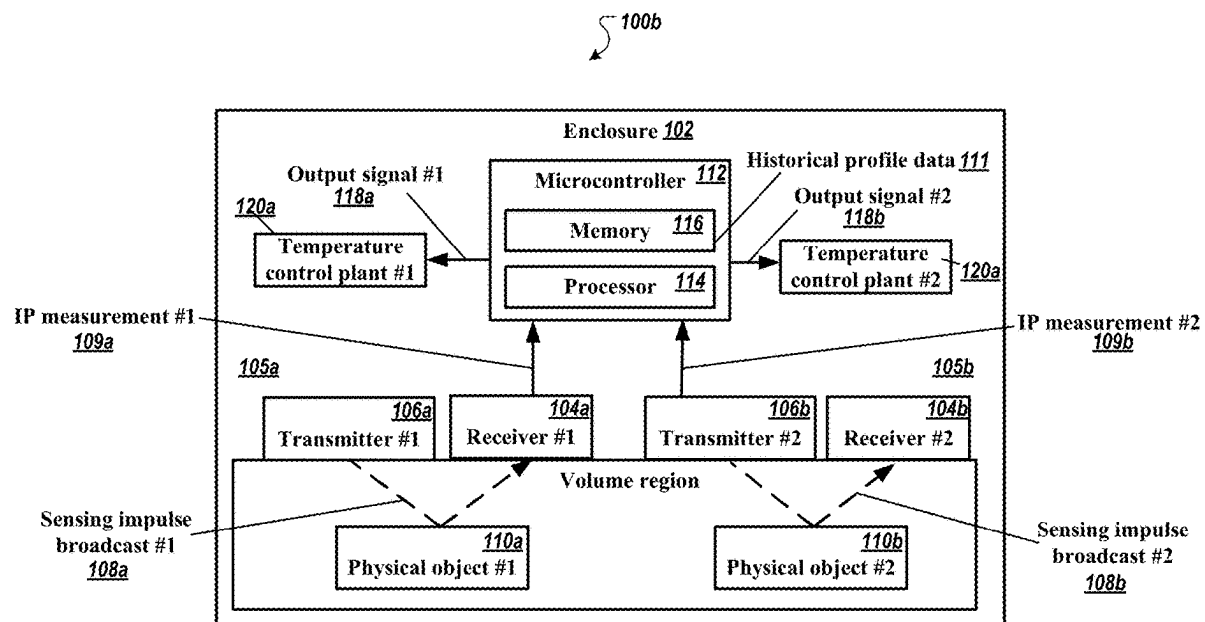 100b
Enclosure 102
Historical profile data 111
Output signal #1
118a
Microcontroller 112
Output signal #2
118b
120a
Memory 116
Temperature
control plant #1
Temperature
control plant #2
120a
Processor 114
IP measurement #1
109a
IP measurement #2
109b
105a
105b
106a
Transmitter #1
104a
Receiver #1
106b
Transmitter #2
104b
Receiver #2
Volume region
Sensing impulse
broadcast #1
108a
110a
Physical object #1
110b
Physical object #2
Sensing impulse
broadcast #2
108b